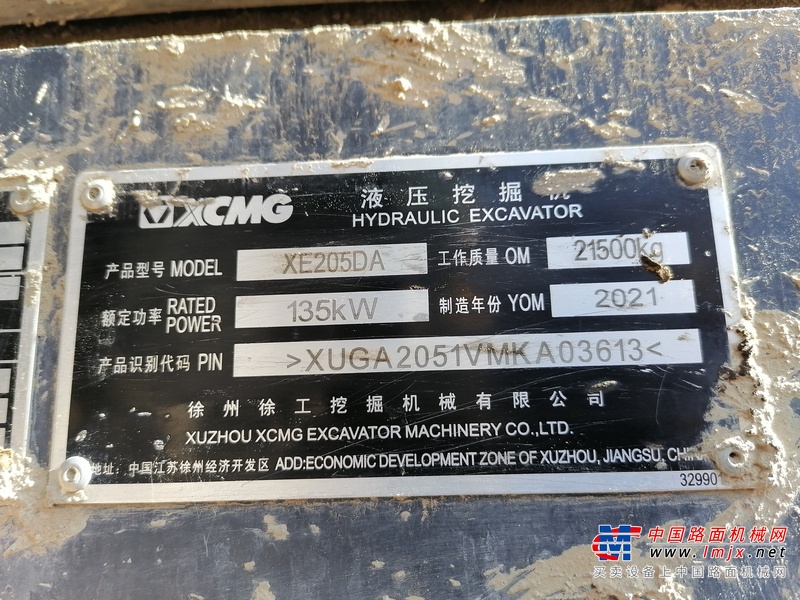 XCMG 液压挖掘机
HYDRAULIC EXCAVATOR
产品型号 MODEL XE205DA 工作质量 OM 21500kg
额定功率 RATED POWER 135kW 制造年份 YOM 2021
产品识别代码 PIN >XUGA2051VMKA03613<
徐州徐工挖掘机械有限公司
XUZHOU XCMG EXCAVATOR MACHINERY CO.,LTD.
地址: 中国江苏徐州经济开发区 ADD:ECONOMIC DEVELOPMENT ZONE OF XUZHOU, JIANGSU, CHINA
32990
中国路面机械网
www.lmjx.net
买卖设备上中国路面机械网